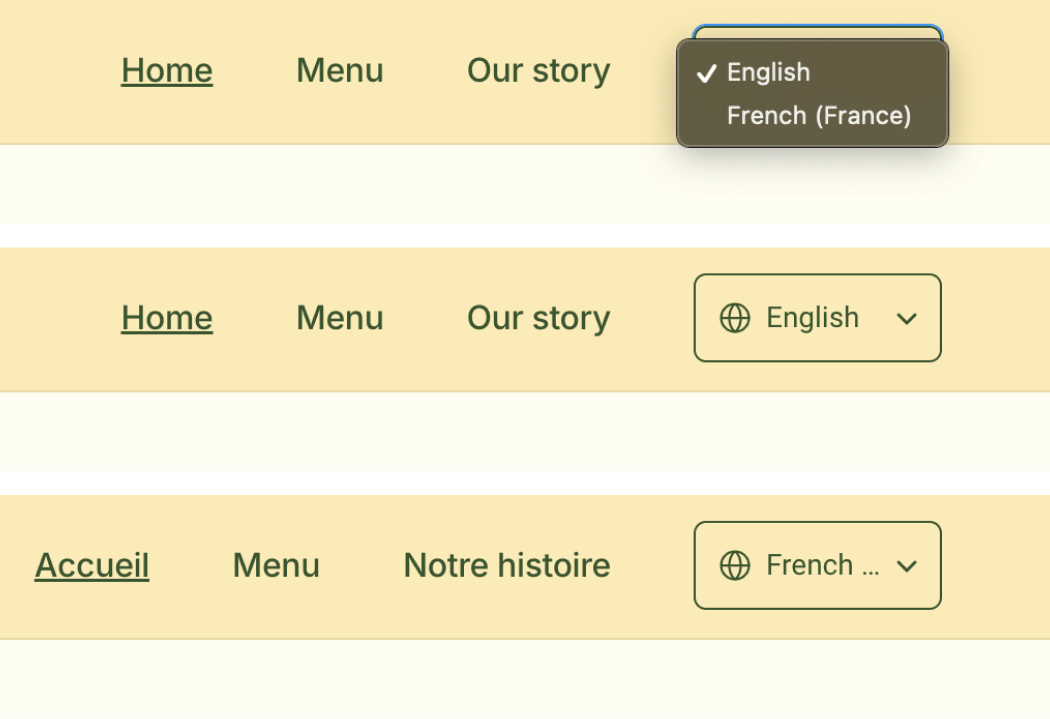 Home Menu Our story
✓ English
French (France)
Home Menu Our story English
Accueil Menu Notre histoire French ...